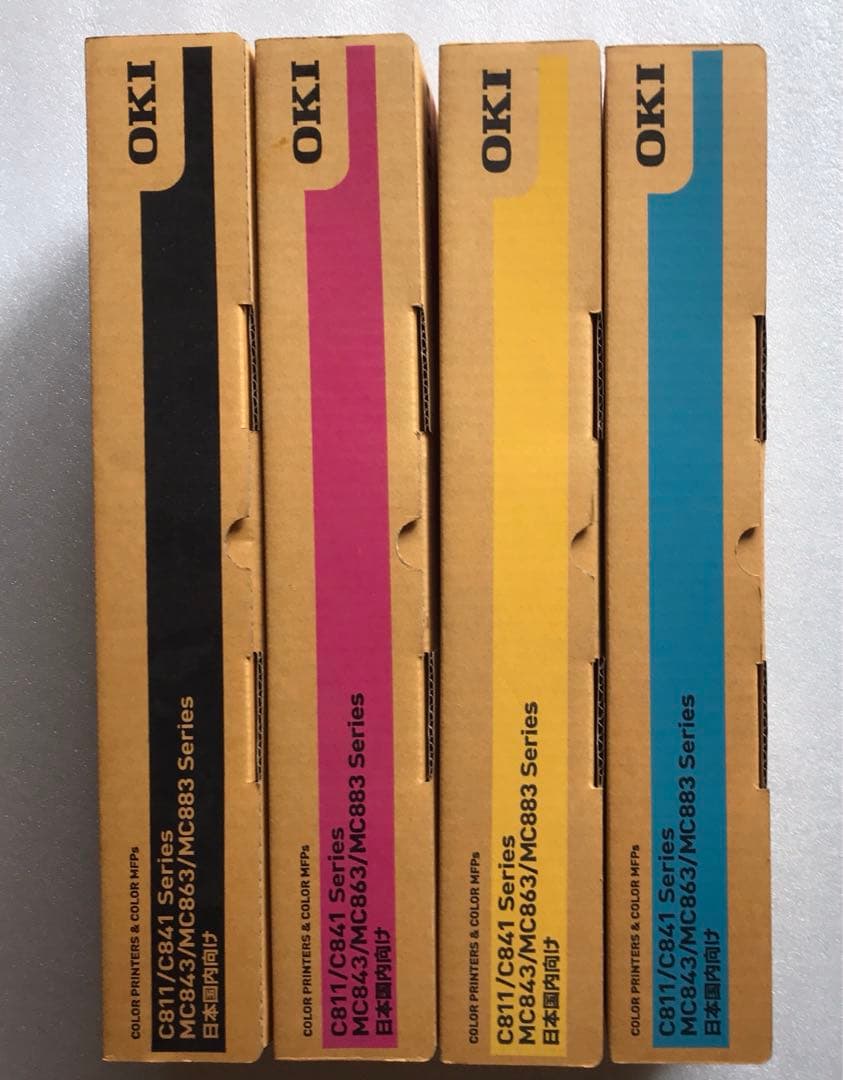 OKI
COLOR PRINTERS & COLOR MFPs
C811/C841 Series
MC843/MC863/MC883 Series
日本国内向け
OKI
COLOR PRINTERS & COLOR MFPs
C811/C841 Series
MC843/MC863/MC883 Series
日本国内向け
OKI
COLOR PRINTERS & COLOR MFPs
C811/C841 Series
MC843/MC863/MC883 Series
日本国内向け
OKI
COLOR PRINTERS & COLOR MFPs
C811/C841 Series
MC843/MC863/MC883 Series
日本国内向け